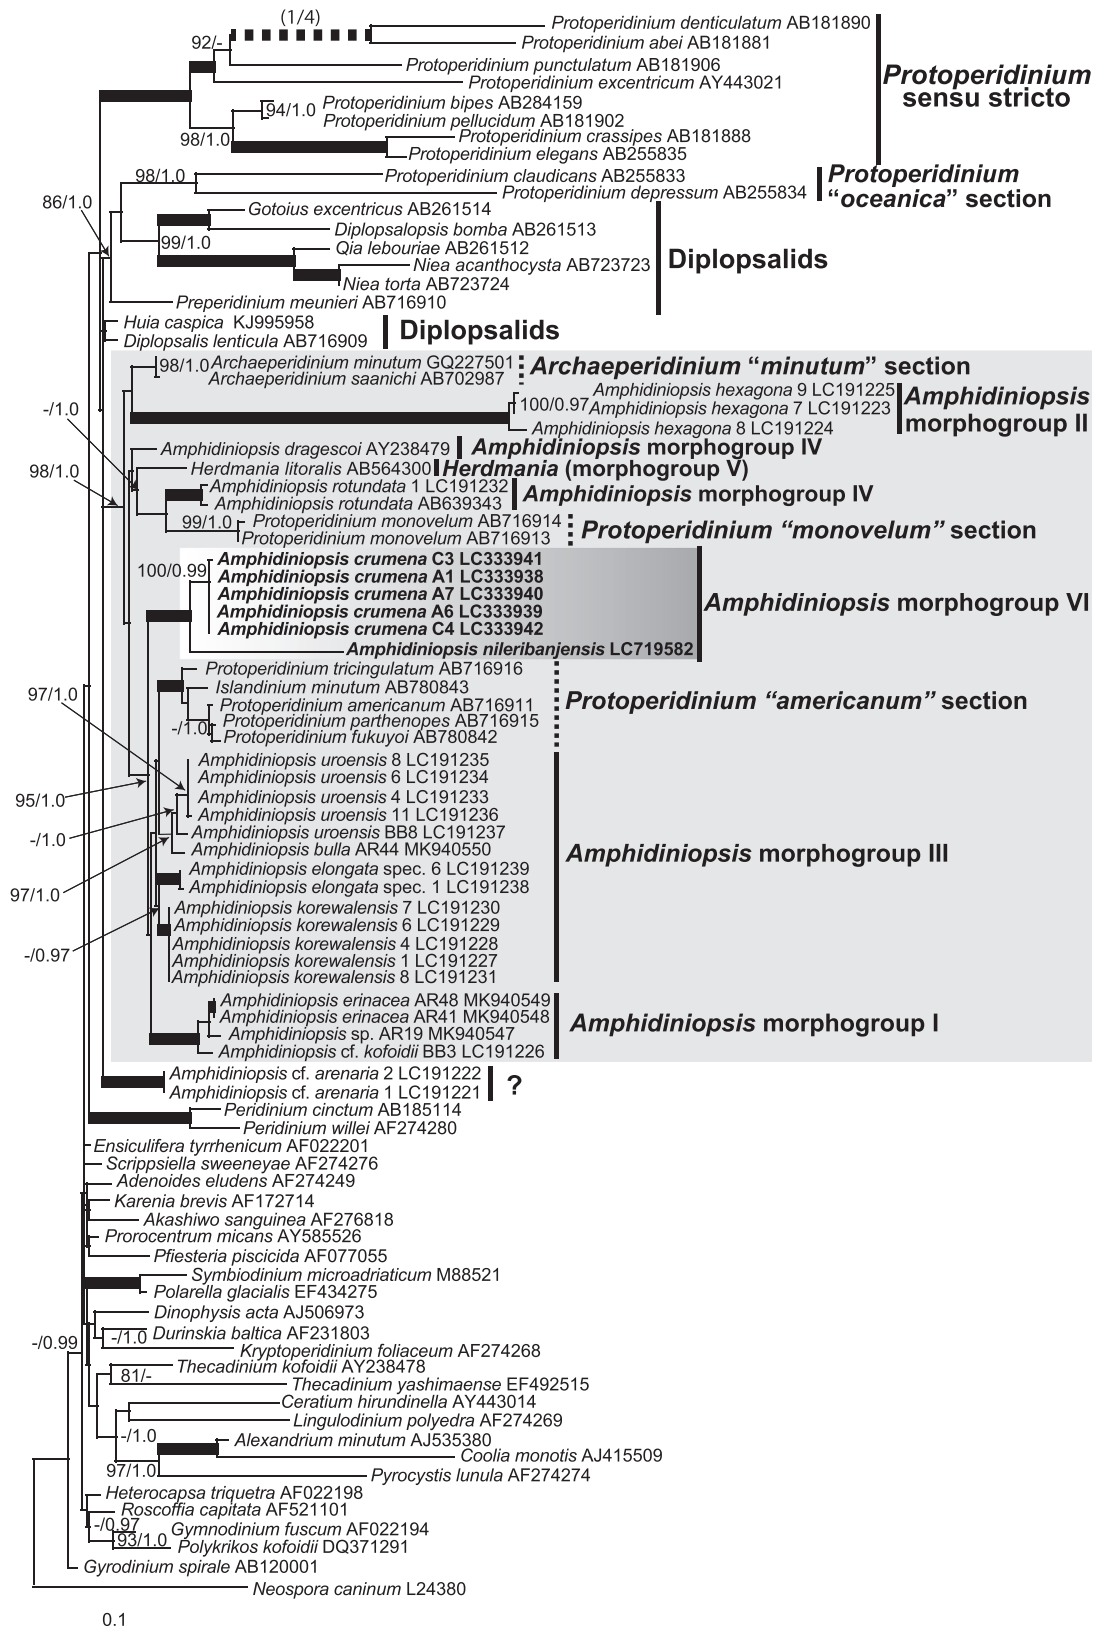 (1/4)
Protoperidinium denticulatum AB181890
92/-
Protoperidinium abei AB181881
Protoperidinium punctulatum AB181906
Protoperidinium excentricum AY443021
Protoperidinium
sensu stricto
Protoperidinium bipes AB284159
94/1.0
Protoperidinium pellucidum AB181902
98/1.0
Protoperidinium crassipes AB181888
Protoperidinium elegans AB255835
98/1.0
Protoperidinium claudicans AB255833
Protoperidinium depressum AB255834
Protoperidinium
“oceanica” section
86/1.0
Gotoius excentricus AB261514
Diplopsalopsis bomba AB261513
99/1.0
Qia lebouriae AB261512
Niea acanthocysta AB723723
Niea torta AB723724
Diplopsalids
Preperidinium meunieri AB716910
Huia caspica KJ995958
Diplopsalis lenticula AB716909
Diplopsalids
98/1.0
Archaeperidinium minutum GQ227501
Archaeperidinium saanichi AB702987
Archaeperidinium “minutum” section
Amphidiniopsis hexagona 9 LC191225
100/0.97
Amphidiniopsis hexagona 7 LC191223
Amphidiniopsis hexagona 8 LC191224
Amphidiniopsis
morphogroup II
-/1.0
Amphidiniopsis dragescoi AY238479
Amphidiniopsis morphogroup IV
98/1.0
Herdmania litoralis AB564300
Herdmania (morphogroup V)
Amphidiniopsis rotundata 1 LC191232
Amphidiniopsis rotundata AB639343
Amphidiniopsis morphogroup IV
99/1.0
Protoperidinium monovelum AB716914
Protoperidinium monovelum AB716913
Protoperidinium “monovelum” section
100/0.99
Amphidiniopsis crumena C3 LC333941
Amphidiniopsis crumena A1 LC333938
Amphidiniopsis crumena A7 LC333940
Amphidiniopsis crumena A6 LC333939
Amphidiniopsis crumena C4 LC333942
Amphidiniopsis nileribanjensis LC719582
Amphidiniopsis morphogroup VI
Protoperidinium tricingulatum AB716916
Islandinium minutum AB780843
97/1.0
Protoperidinium americanum AB716911
Protoperidinium parthenopes AB716915
-/1.0
Protoperidinium fukuyoi AB780842
Protoperidinium “americanum” section
Amphidiniopsis uroensis 8 LC191235
Amphidiniopsis uroensis 6 LC191234
Amphidiniopsis uroensis 4 LC191233
95/1.0
Amphidiniopsis uroensis 11 LC191236
Amphidiniopsis uroensis BB8 LC191237
-/1.0
Amphidiniopsis bulla AR44 MK940550
Amphidiniopsis elongata spec. 6 LC191239
Amphidiniopsis elongata spec. 1 LC191238
97/1.0
Amphidiniopsis korewalensis 7 LC191230
Amphidiniopsis korewalensis 6 LC191229
Amphidiniopsis korewalensis 4 LC191228
-/0.97
Amphidiniopsis korewalensis 1 LC191227
Amphidiniopsis korewalensis 8 LC191231
Amphidiniopsis morphogroup III
Amphidiniopsis erinacea AR48 MK940549
Amphidiniopsis erinacea AR41 MK940548
Amphidiniopsis sp. AR19 MK940547
Amphidiniopsis cf. kofoidii BB3 LC191226
Amphidiniopsis morphogroup I
Amphidiniopsis cf. arenaria 2 LC191222
Amphidiniopsis cf. arenaria 1 LC191221
?
Peridinium cinctum AB185114
Peridinium willei AF274280
Ensiculifera tyrrhenicum AF022201
Scrippsiella sweeneyae AF274276
Adenoides eludens AF274249
Karenia brevis AF172714
Akashiwo sanguinea AF276818
Prorocentrum micans AY585526
Pfiesteria piscicida AF077055
Symbiodinium microadriaticum M88521
Polarella glacialis EF434275
Dinophysis acta AJ506973
-/1.0
Durinskia baltica AF231803
-/0.99
Kryptoperidinium foliaceum AF274268
Thecadinium kofoidii AY238478
81/-
Thecadinium yashimaense EF492515
Ceratium hirundinella AY443014
Lingulodinium polyedra AF274269
-/1.0
Alexandrium minutum AJ535380
Coolia monotis AJ415509
97/1.0
Pyrocystis lunula AF274274
Heterocapsa triquetra AF022198
Roscoffia capitata AF521101
-/0.97
Gymnodinium fuscum AF022194
93/1.0
Polykrikos kofoidii DQ371291
Gyrodinium spirale AB120001
Neospora caninum L24380
0.1